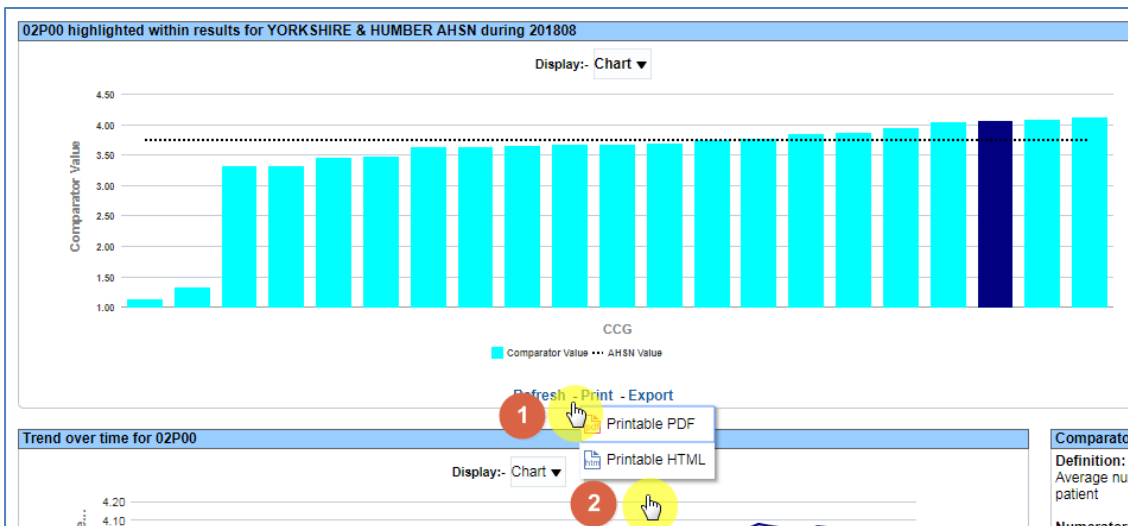 02P00 highlighted within results for YORKSHIRE & HUMBER AHSN during 201808
Display:- Chart
4.50
4.00
3.50
3.00
2.50
2.00
1.50
1.00
Comparator Value
CCG
Comparator Value AHSN Value
Refresh - Print - Export
1
Printable PDF
Printable HTML
2
Trend over time for 02P00
Display:- Chart
4.20
4.10
Comparato
Definition:
Average nu
patient